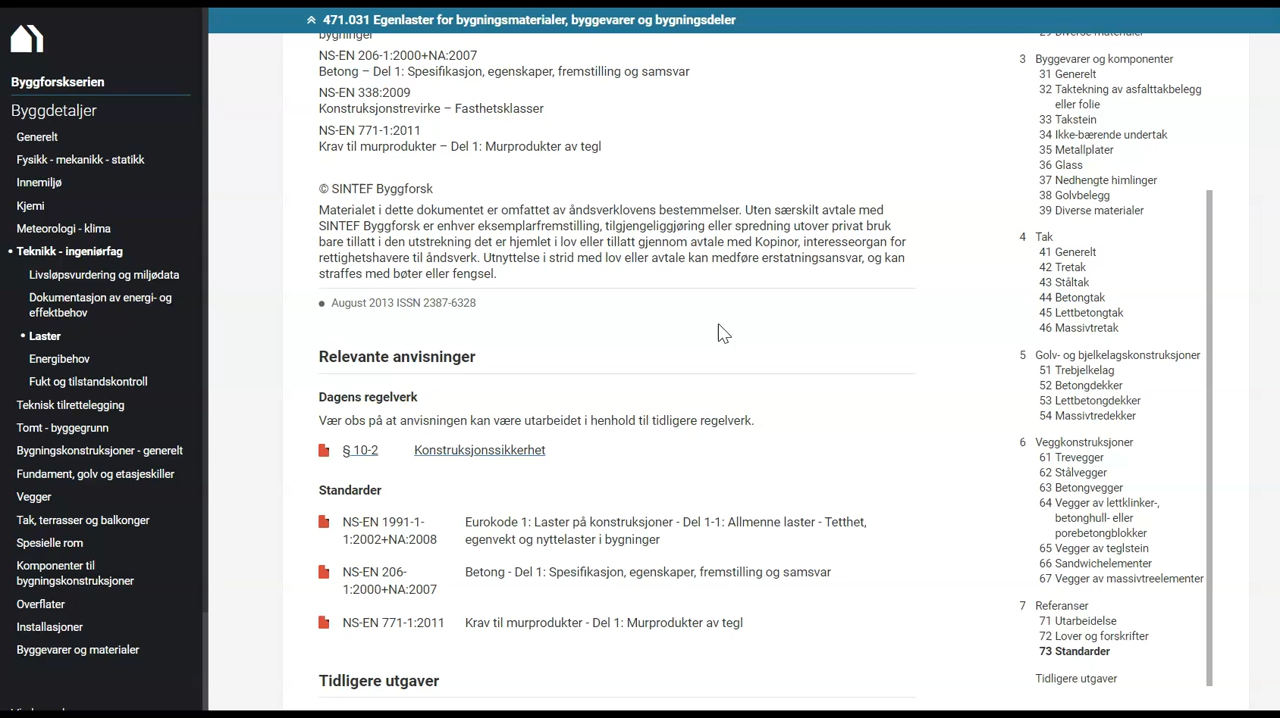 471.031 Egenlaster for bygningsmaterialer, byggevarer og bygningsdeler
Byggforskserien
Byggdetaljer
Generelt
Fysikk - mekanikk - statikk
Innemiljø
Kjemi
Meteorologi - klima
Teknikk - ingeniørfag
Livsløpsvurdering og miljødata
Dokumentasjon av energi- og
effektbehov
Laster
Energibehov
Fukt og tilstandskontroll
Teknisk tilrettelegging
Tomt - byggegrunn
Bygningskonstruksjoner - generelt
Fundament, golv og etasjeskiller
Vegger
Tak, terrasser og balkonger
Spesielle rom
Komponenter til
bygningskonstruksjoner
Overflater
Installasjoner
Byggevarer og materialer
bygninger
NS-EN 206-1:2000+NA:2007
Betong – Del 1: Spesifikasjon, egenskaper, fremstilling og samsvar
NS-EN 338:2009
Konstruksjonstrevirke – Fasthetsklasser
NS-EN 771-1:2011
Krav til murprodukter – Del 1: Murprodukter av tegl
© SINTEF Byggforsk
Materialet i dette dokumentet er omfattet av åndsverklovens bestemmelser. Uten særskilt avtale med
SINTEF Byggforsk er enhver eksemplarfremstilling, tilgjengeliggjøring eller spredning utover privat bruk
bare tillatt i den utstrekning det er hjemlet i lov eller tillatt gjennom avtale med Kopinor, interesseorgan for
rettighetshavere til åndsverk. Utnyttelse i strid med lov eller avtale kan medføre erstatningsansvar, og kan
straffes med bøter eller fengsel.
August 2013 ISSN 2387-6328
Relevante anvisninger
Dagens regelverk
Vær obs på at anvisningen kan være utarbeidet i henhold til tidligere regelverk.
§ 10-2 Konstruksjonssikkerhet
Standarder
NS-EN 1991-1- Eurokode 1: Laster på konstruksjoner - Del 1-1: Allmenne laster - Tetthet,
1:2002+NA:2008 egenvekt og nyttelaster i bygninger
NS-EN 206- Betong - Del 1: Spesifikasjon, egenskaper, fremstilling og samsvar
1:2000+NA:2007
NS-EN 771-1:2011 Krav til murprodukter - Del 1: Murprodukter av tegl
Tidligere utgaver
29 Diverse materialer
3 Byggevarer og komponenter
31 Generelt
32 Taktekning av asfalttakbelegg
eller folie
33 Takstein
34 Ikke-bærende undertak
35 Metallplater
36 Glass
37 Nedhengte himlinger
38 Golvbelegg
39 Diverse materialer
4 Tak
41 Generelt
42 Tretak
43 Ståltak
44 Betongtak
45 Lettbetongtak
46 Massivtretak
5 Golv- og bjelkelagskonstruksjoner
51 Trebjelkelag
52 Betongdekker
53 Lettbetongdekker
54 Massivtredekker
6 Veggkonstruksjoner
61 Trevegger
62 Stålvegger
63 Betongvegger
64 Vegger av lettklinker-,
betonghull- eller
porebetongblokker
65 Vegger av teglstein
66 Sandwichelementer
67 Vegger av massivtreelementer
7 Referanser
71 Utarbeidelse
72 Lover og forskrifter
73 Standarder
Tidligere utgaver